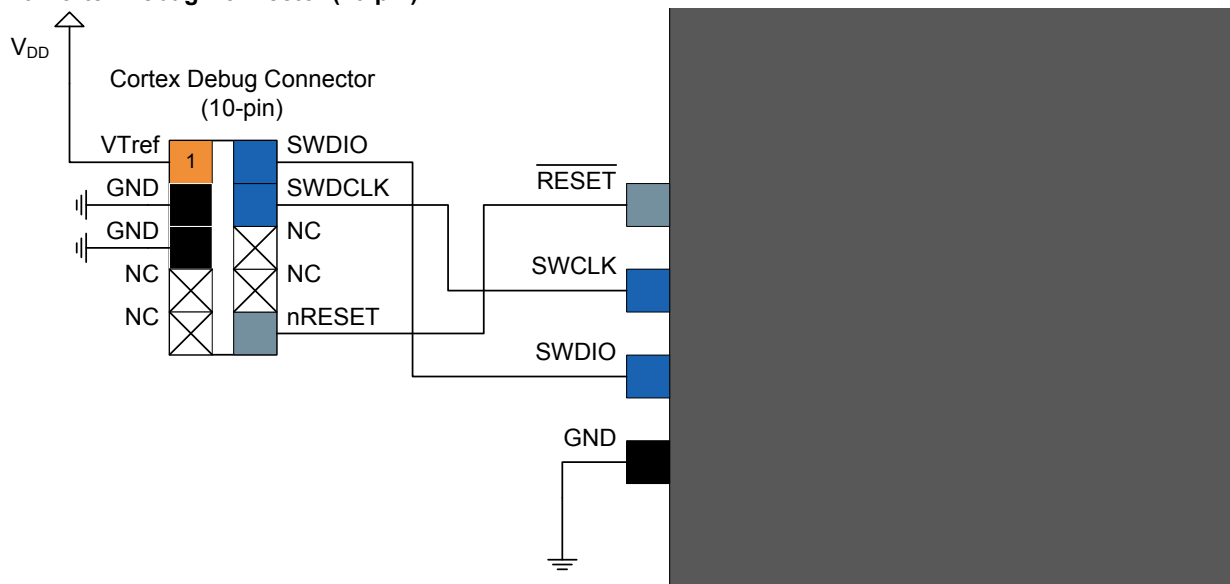 V_DD
Cortex Debug Connector
(10-pin)
VTref
1
SWDIO
GND
SWDCLK
GND
NC
NC
NC
NC
nRESET
RESET
SWCLK
SWDIO
GND